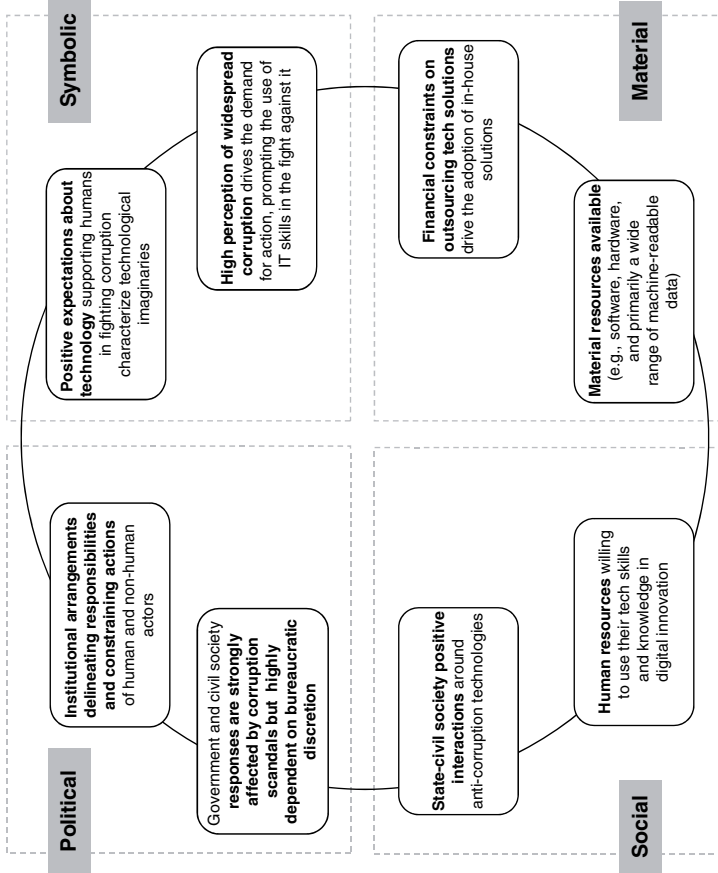 Political
Institutional arrangements
delineating responsibilities
and constraining actions
of human and non-human
actors
Government and civil society
responses are strongly
affected by corruption
scandals but highly
dependent on bureaucratic
discretion
Symbolic
Positive expectations about
technology supporting humans
in fighting corruption
characterize technological
imaginaries
High perception of widespread
corruption drives the demand
for action, prompting the use of
IT skills in the fight against it
State-civil society positive
interactions around
anti-corruption technologies
Human resources willing
to use their tech skills
and knowledge in
digital innovation
Social
Financial constraints on
outsourcing tech solutions
drive the adoption of in-house
solutions
Material resources available
(e.g., software, hardware,
and primarily a wide
range of machine-readable
data)
Material